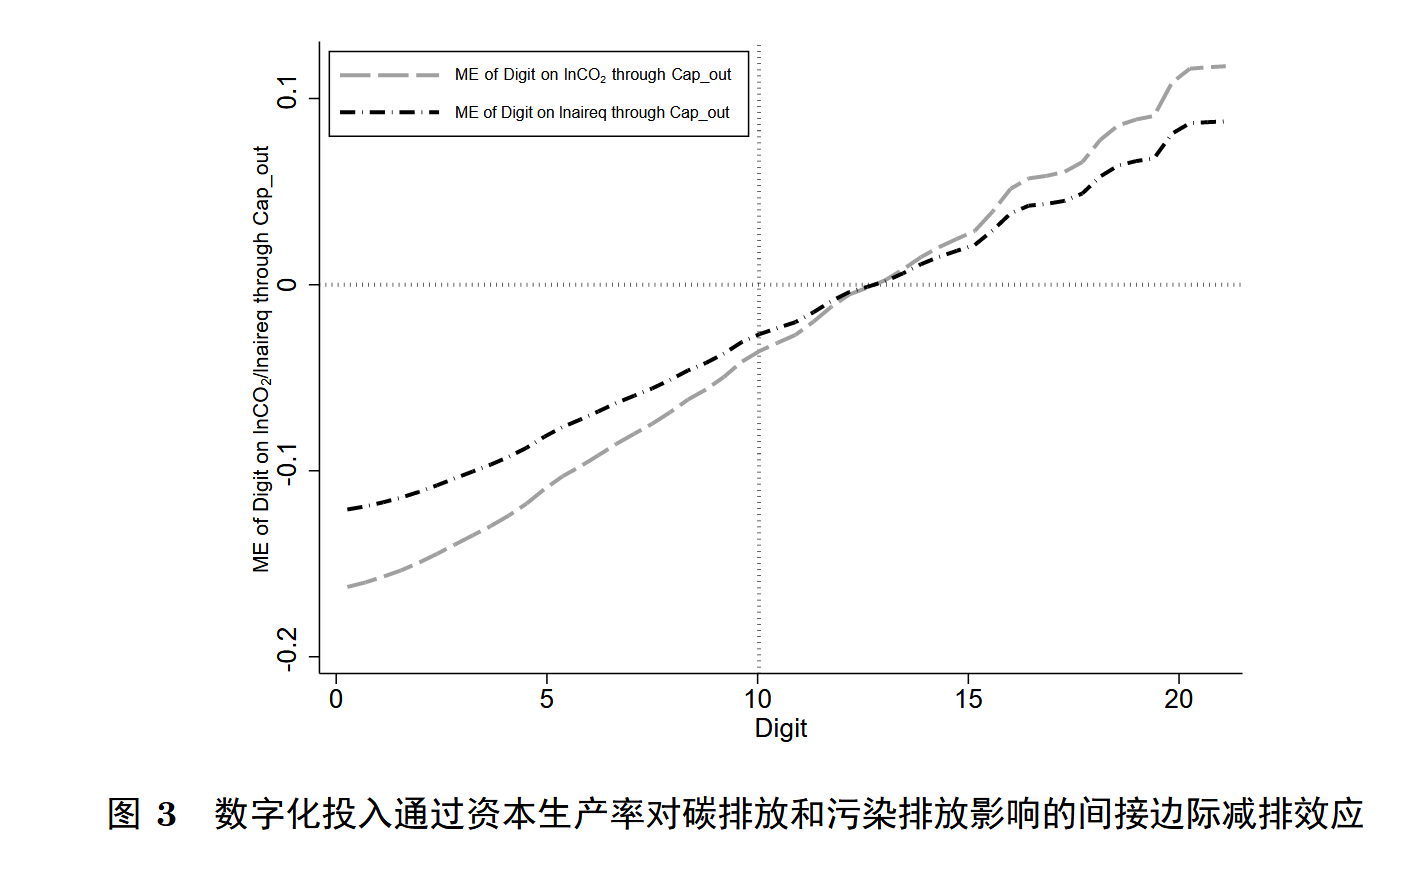 ME of Digit on lnCO₂ through Cap_out
ME of Digit on lnaireq through Cap_out
ME of Digit on lnCO₂/lnaireq through Cap_out
0.1
0
-0.1
-0.2
0 5 10 15 20
Digit
图 3 数字化投入通过资本生产率对碳排放和污染排放影响的间接边际减排效应